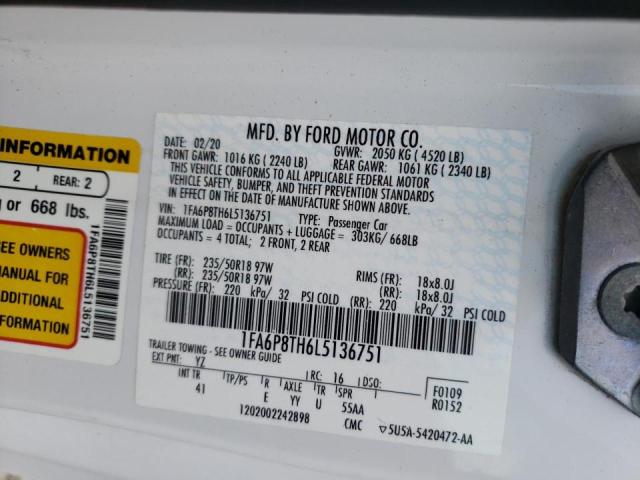 INFORMATION
2
REAR: 2
or 668 lbs.
SEE OWNERS
MANUAL FOR
ADDITIONAL
INFORMATION
1FA6P8TH6L5136751
MFD. BY FORD MOTOR CO.
DATE: 02/20 GVWR: 2050 KG (4520 LB)
FRONT GAWR: 1016 KG (2240 LB) REAR GAWR: 1061 KG (2340 LB)
THIS VEHICLE CONFORMS TO ALL APPLICABLE FEDERAL MOTOR
VEHICLE SAFETY, BUMPER, AND THEFT PREVENTION STANDARDS
IN EFFECT ON THE DATE OF MANUFACTURE SHOWN ABOVE.
VIN: 1FA6P8TH6L5136751 TYPE: Passenger Car
MAXIMUM LOAD = OCCUPANTS + LUGGAGE = 303KG/668LB
OCCUPANTS = 4 TOTAL; 2 FRONT, 2 REAR
TIRE (FR): 235/50R18 97W RIMS (FR): 18x8.0J
(RR): 235/50R18 97W (RR): 18x8.0J
PRESSURE (FR): 220 kPa/ 32 PSI COLD (RR): 220 kPa/ 32 PSI COLD
1FA6P8TH6L5136751
TRAILER TOWING - SEE OWNER GUIDE
EXT PNT: YZ RC: 16 DSO:
INT TR TP/PS R AXLE TR SPR
41 E YY U 55AA
F0109
R0152
1202002242898 CMC 5U5A-5420472-AA